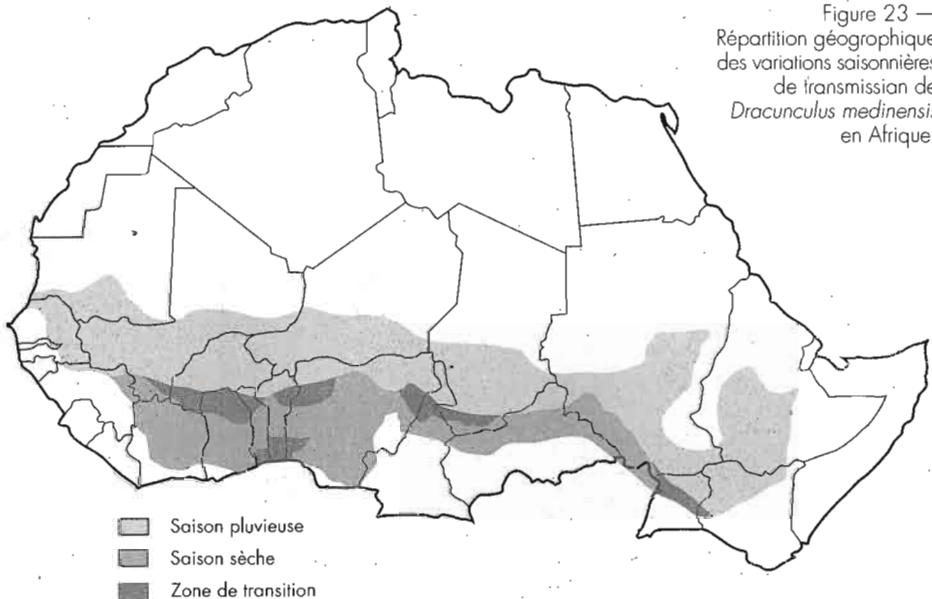 Figure 23 —
Répartition géographique
des variations saisonnières
de transmission de
Dracunculus medinensis
en Afrique
Saison pluvieuse
Saison sèche
Zone de transition